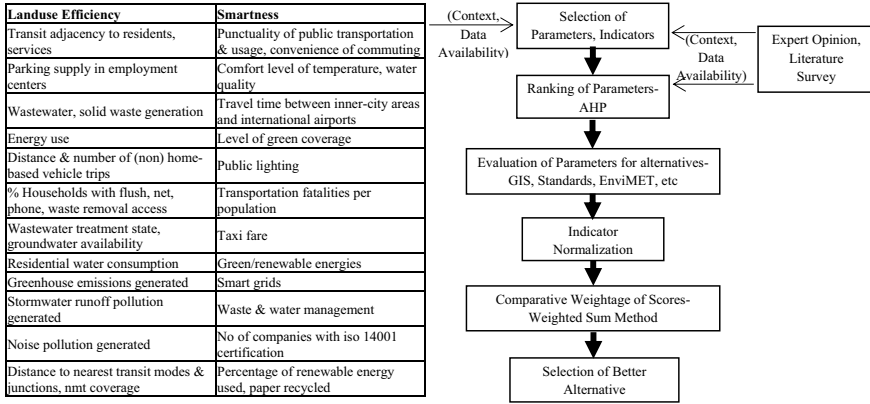 Landuse Efficiency Smartness
Transit adjacency to residents, services
Punctuality of public transportation & usage, convenience of commuting
Parking supply in employment centers
Comfort level of temperature, water quality
Wastewater, solid waste generation
Travel time between inner-city areas and international airports
Energy use
Level of green coverage
Distance & number of (non) home-based vehicle trips
Public lighting
% Households with flush, net, phone, waste removal access
Transportation fatalities per population
Wastewater treatment state, groundwater availability
Taxi fare
Residential water consumption
Green/renewable energies
Greenhouse emissions generated
Smart grids
Stormwater runoff pollution generated
Waste & water management
Noise pollution generated
No of companies with iso 14001 certification
Distance to nearest transit modes & junctions, nmt coverage
Percentage of renewable energy used, paper recycled
(Context,
Data
Availability)
Selection of
Parameters, Indicators
(Context,
Data
Availability)
Expert Opinion,
Literature
Survey
Ranking of Parameters-
AHP
Evaluation of Parameters for alternatives-
GIS, Standards, EnviMET, etc
Indicator
Normalization
Comparative Weightage of Scores-
Weighted Sum Method
Selection of Better
Alternative